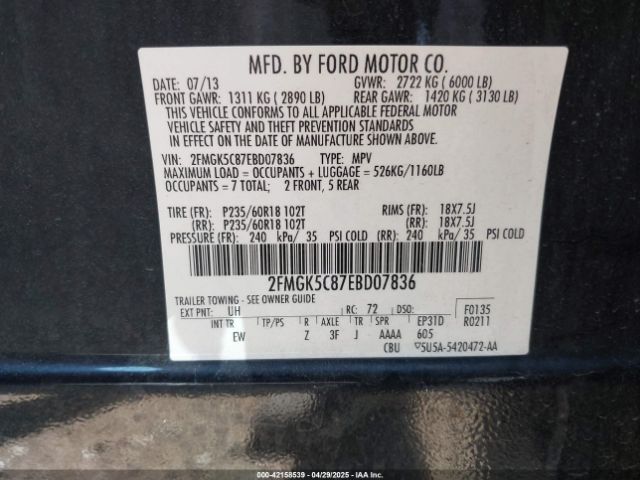 MFD. BY FORD MOTOR CO.
DATE: 07/13 GVWR: 2722 KG ( 6000 LB)
FRONT GAWR: 1311 KG ( 2890 LB) REAR GAWR: 1420 KG ( 3130 LB)
THIS VEHICLE CONFORMS TO ALL APPLICABLE FEDERAL MOTOR
VEHICLE SAFETY AND THEFT PREVENTION STANDARDS
IN EFFECT ON THE DATE OF MANUFACTURE SHOWN ABOVE.
VIN: 2FMGK5C87EBD07836 TYPE: MPV
MAXIMUM LOAD = OCCUPANTS + LUGGAGE = 526KG/1160LB
OCCUPANTS = 7 TOTAL; 2 FRONT, 5 REAR
TIRE (FR): P235/60R18 102T RIMS (FR): 18X7.5J
(RR): P235/60R18 102T (RR): 18X7.5J
PRESSURE (FR): 240 kPa/ 35 PSI COLD (RR): 240 kPa/ 35 PSI COLD
2FMGK5C87EBD07836
TRAILER TOWING - SEE OWNER GUIDE
EXT PNT: UH RC: 72 DSO: F0135
INT TR TP/PS R AXLE TR SPR EP31D R0211
EW Z 3F J AAAA 605
CBU 5U5A-5420472-AA
000-42158539 - 04/29/2025 - IAA Inc.